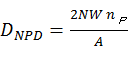 D_NPD = 2NW n_P / A